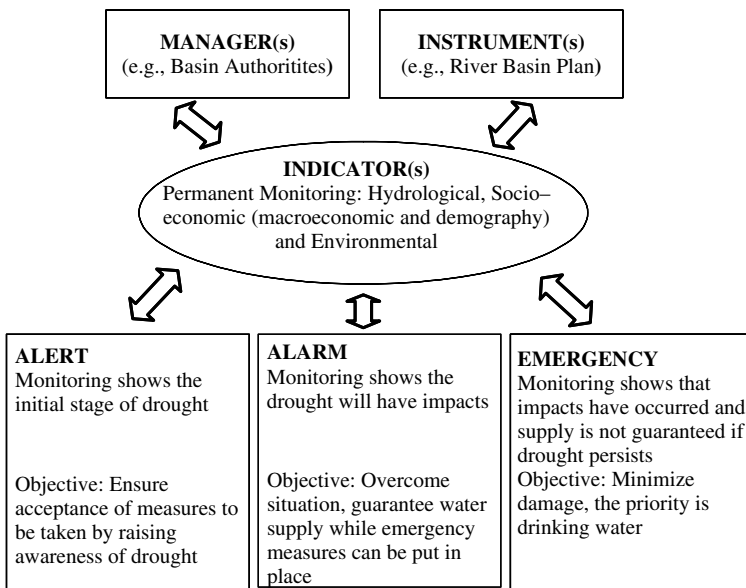 MANAGER(s)
(e.g., Basin Authoritites)
INSTRUMENT(s)
(e.g., River Basin Plan)
INDICATOR(s)
Permanent Monitoring: Hydrological, Socio–
economic (macroeconomic and demography)
and Environmental
ALERT
Monitoring shows the
initial stage of drought
Objective: Ensure
acceptance of measures to
be taken by raising
awareness of drought
ALARM
Monitoring shows the
drought will have impacts
Objective: Overcome
situation, guarantee water
supply while emergency
measures can be put in
place
EMERGENCY
Monitoring shows that
impacts have occurred and
supply is not guaranteed if
drought persists
Objective: Minimize
damage, the priority is
drinking water